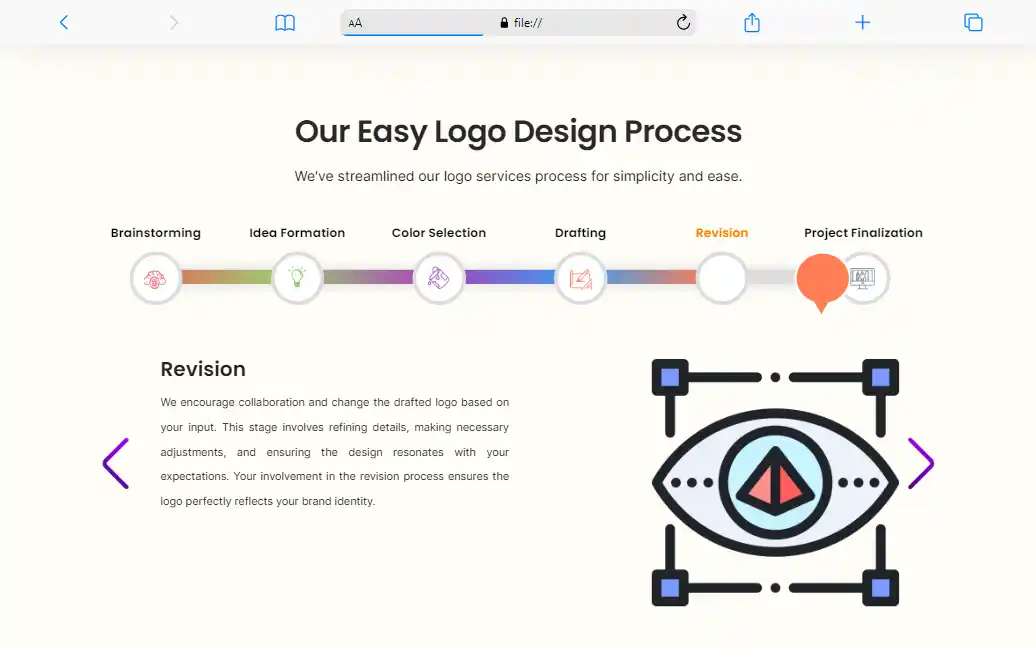 AA
file://
Our Easy Logo Design Process
We've streamlined our logo services process for simplicity and ease.
Brainstorming
Idea Formation
Color Selection
Drafting
Revision
Project Finalization
Revision
We encourage collaboration and change the drafted logo based on
your input. This stage involves refining details, making necessary
adjustments, and ensuring the design resonates with your
expectations. Your involvement in the revision process ensures the
logo perfectly reflects your brand identity.